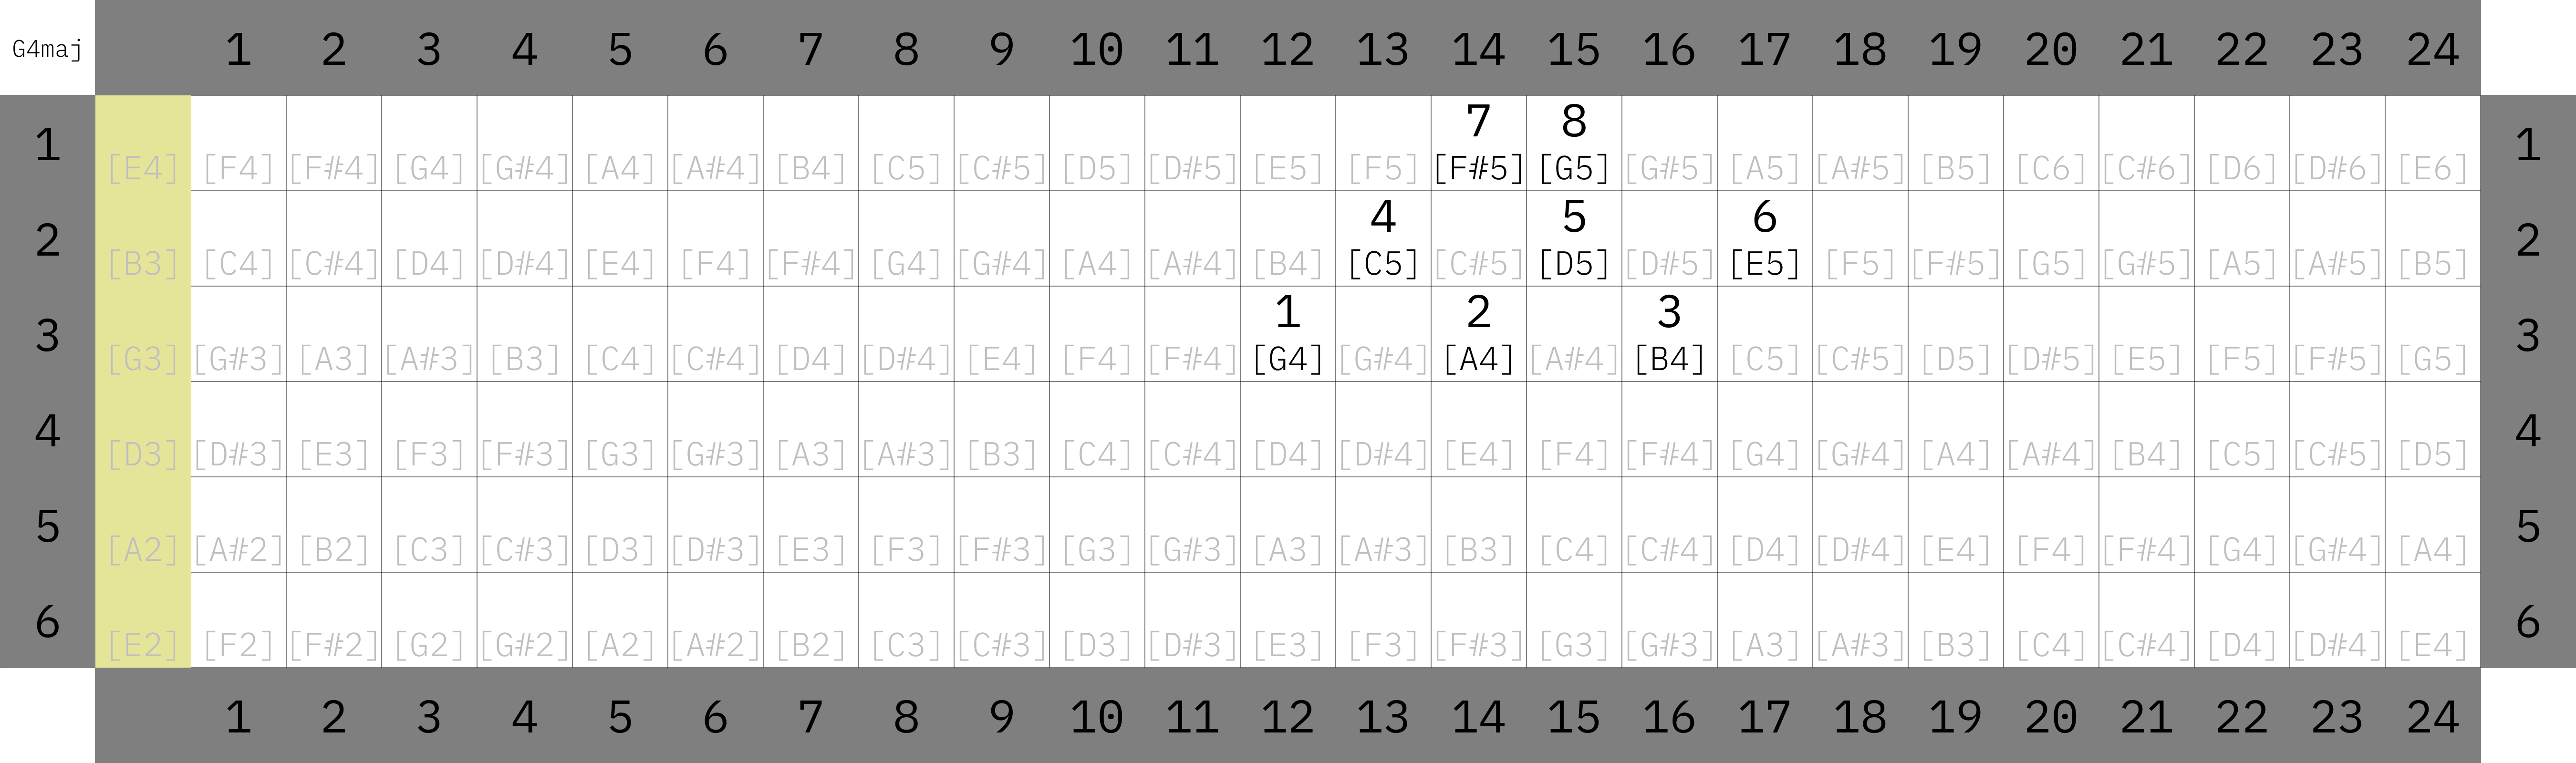 G4maj 1 2 3 4 5 6 7 8 9 10 11 12 13 14 15 16 17 18 19 20 21 22 23 24
7 8
1 [E4] [F4] [F#4] [G4] [G#4] [A4] [A#4] [B4] [C5] [C#5] [D5] [D#5] [E5] [F5] [F#5] [G5] [G#5] [A5] [A#5] [B5] [C6] [C#6] [D6] [D#6] [E6] 1
4 5 6
2 [B3] [C4] [C#4] [D4] [D#4] [E4] [F4] [F#4] [G4] [G#4] [A4] [A#4] [B4] [C5] [C#5] [D5] [D#5] [E5] [F5] [F#5] [G5] [G#5] [A5] [A#5] [B5] 2
1 2 3
3 [G3] [G#3] [A3] [A#3] [B3] [C4] [C#4] [D4] [D#4] [E4] [F4] [F#4] [G4] [G#4] [A4] [A#4] [B4] [C5] [C#5] [D5] [D#5] [E5] [F5] [F#5] [G5] 3
4 [D3] [D#3] [E3] [F3] [F#3] [G3] [G#3] [A3] [A#3] [B3] [C4] [C#4] [D4] [D#4] [E4] [F4] [F#4] [G4] [G#4] [A4] [A#4] [B4] [C5] [C#5] [D5] 4
5 [A2] [A#2] [B2] [C3] [C#3] [D3] [D#3] [E3] [F3] [F#3] [G3] [G#3] [A3] [A#3] [B3] [C4] [C#4] [D4] [D#4] [E4] [F4] [F#4] [G4] [G#4] [A4] 5
6 [E2] [F2] [F#2] [G2] [G#2] [A2] [A#2] [B2] [C3] [C#3] [D3] [D#3] [E3] [F3] [F#3] [G3] [G#3] [A3] [A#3] [B3] [C4] [C#4] [D4] [D#4] [E4] 6
1 2 3 4 5 6 7 8 9 10 11 12 13 14 15 16 17 18 19 20 21 22 23 24